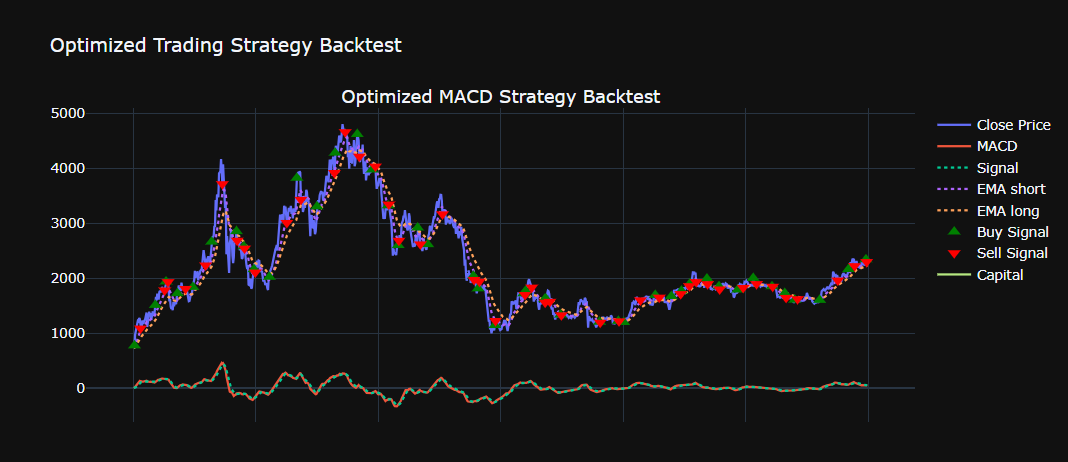 Optimized Trading Strategy Backtest
Optimized MACD Strategy Backtest
5000
4000
3000
2000
1000
0
Close Price
MACD
Signal
EMA short
EMA long
Buy Signal
Sell Signal
Capital